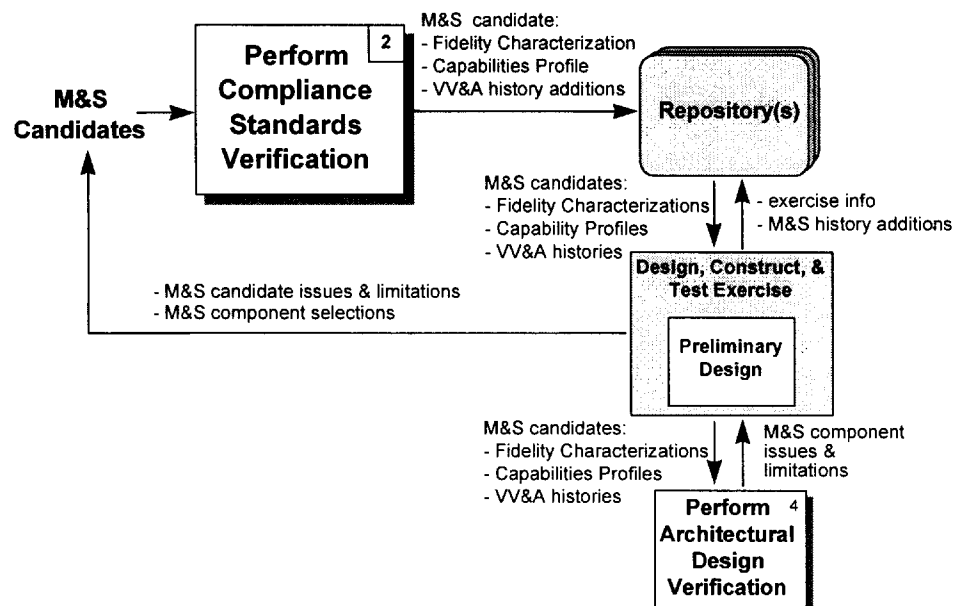 M&S candidate:
- Fidelity Characterization
- Capabilities Profile
- VV&A history additions
2
Perform
Compliance
Standards
Verification
M&S
Candidates
Repository(s)
M&S candidates:
- Fidelity Characterizations
- Capability Profiles
- VV&A histories
- exercise info
- M&S history additions
- M&S candidate issues & limitations
- M&S component selections
Design, Construct, &
Test Exercise
Preliminary
Design
M&S candidates:
- Fidelity Characterizations
- Capabilities Profiles
- VV&A histories
M&S component
issues &
limitations
4
Perform
Architectural
Design
Verification